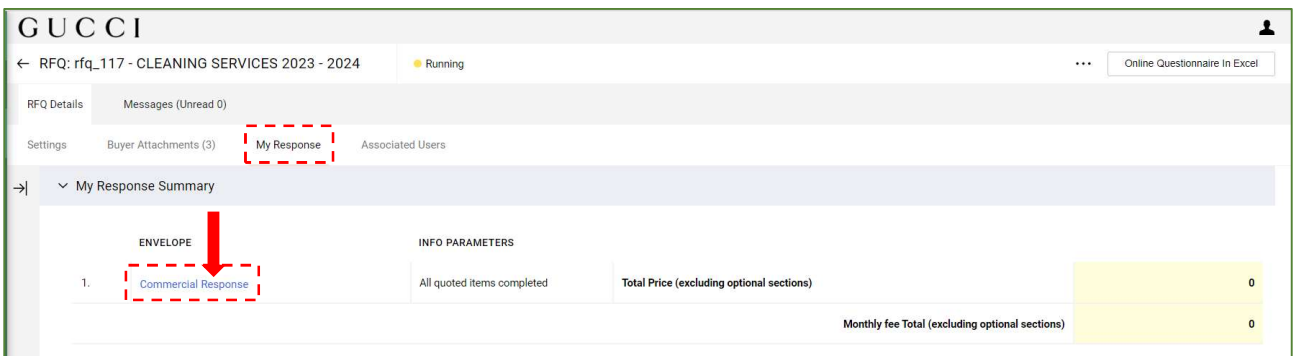 GUCCI
← RFQ: rfq_117 - CLEANING SERVICES 2023 - 2024 Running ••• Online Questionnaire In Excel
RFQ Details Messages (Unread 0)
Settings Buyer Attachments (3) My Response Associated Users
My Response Summary
ENVELOPE INFO PARAMETERS
1. Commercial Response All quoted items completed Total Price (excluding optional sections) 0
Monthly fee Total (excluding optional sections) 0